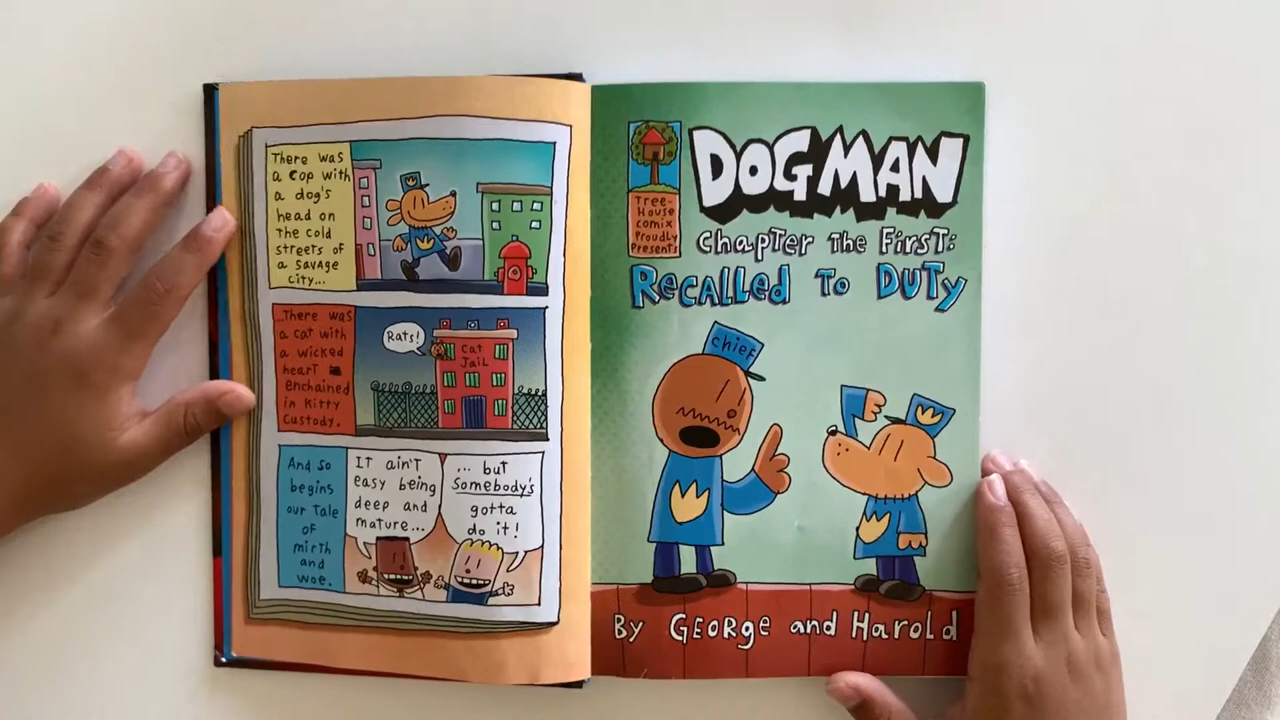 There was
a cop with
a dog's
head on
the cold
streets of
a savage
city...
...There was
a cat with
a wicked
heart
enchained
in Kitty
Custody.
Rats!
Cat
Jail
And so
begins
our tale
of
mirth
and
woe.
It ain't
easy being
deep and
mature...
... but
Somebody's
gotta
do it!
Tree-
House
comix
Proudly
Presents
DOG MAN
Chapter The First:
Recalled To Duty
chief
By George and Harold